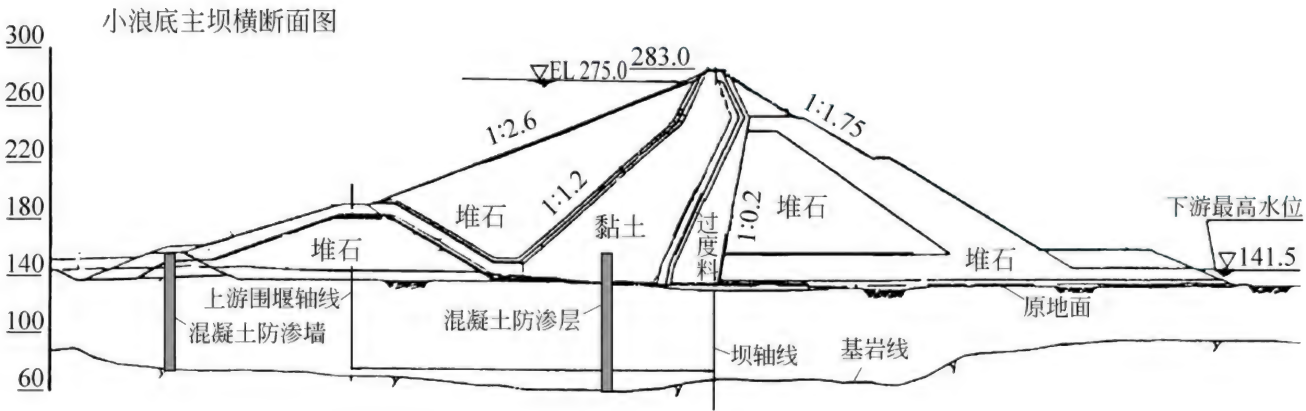 小浪底主坝横断面图
300
260
220
180
140
100
60
EL 275.0
283.0
1:2.6
1:1.75
1:1.2
1:0.2
堆石
堆石
黏土
过度料
堆石
堆石
下游最高水位
141.5
上游围堰轴线
混凝土防渗墙
混凝土防渗层
原地面
坝轴线
基岩线